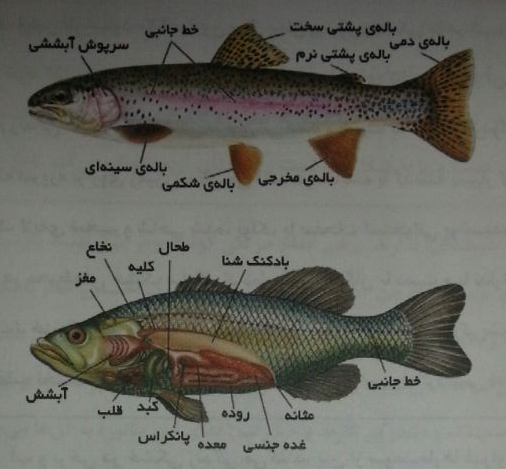 باله‌ی پشتی سخت
خط جانبی
باله‌ی دمی
سرپوش آبششی
باله‌ی پشتی نرم
باله‌ی سینه‌ای
باله‌ی شکمی
باله‌ی مخرجی
طحال
نخاع
کلیه
بادکنک شنا
مغز
خط جانبی
آبشش
قلب
کبد
روده
مثانه
پانکراس
معده
غده جنسی